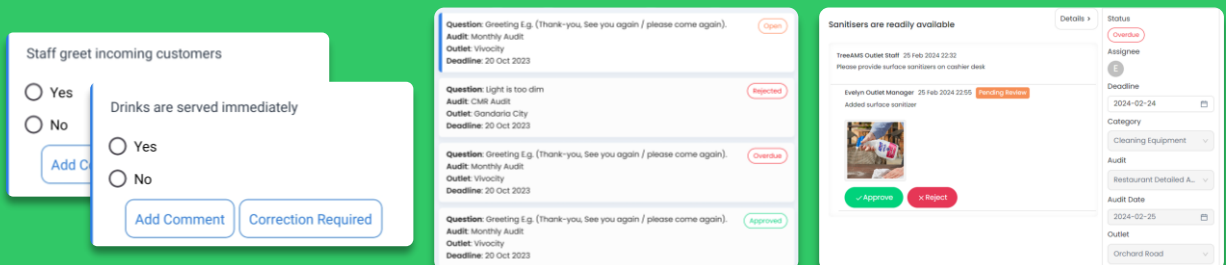 Staff greet incoming customers
Yes
No
Add
Drinks are served immediately
Yes
No
Add Comment
Correction Required
Question: Greeting E.g. (Thank-you, See you again / please come again).
Open
Audit: Monthly Audit
Outlet: Vivocity
Deadline: 20 Oct 2023
Question: Light is too dim
Rejected
Audit: CMR Audit
Outlet: Gandaria City
Deadline: 20 Oct 2023
Question: Greeting E.g. (Thank-you, See you again / please come again).
Overdue
Audit: Monthly Audit
Outlet: Vivocity
Deadline: 20 Oct 2023
Question: Greeting E.g. (Thank-you, See you again / please come again).
Approved
Audit: Monthly Audit
Outlet: Vivocity
Deadline: 20 Oct 2023
Sanitisers are readily available
Details >
TreeAMS Outlet Staff 25 Feb 2024 22:32
Please provide surface sanitizers on cashier desk
Evelyn Outlet Manager 25 Feb 2024 22:55 Pending Review
Added surface sanitizer
Approve
Reject
Status
Overdue
Assignee
E
Deadline
2024-02-24
Category
Cleaning Equipment
Audit
Restaurant Detailed A...
Audit Date
2024-02-25
Outlet
Orchard Road